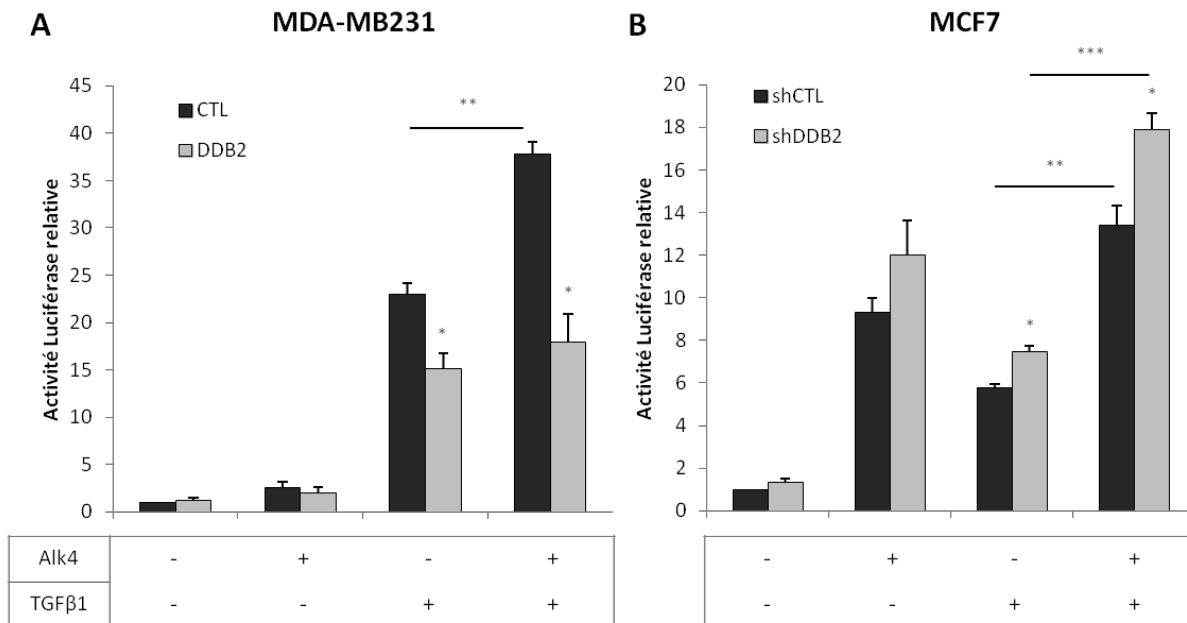 A
MDA-MB231
Activité Luciférase relative
45
40
35
30
25
20
15
10
5
0
CTL
DDB2
**
*
*
B
MCF7
Activité Luciférase relative
20
18
16
14
12
10
8
6
4
2
0
shCTL
shDDB2
***
*
**
*
Alk4 - + - + - + - +
TGFβ1 - - + + - - + +